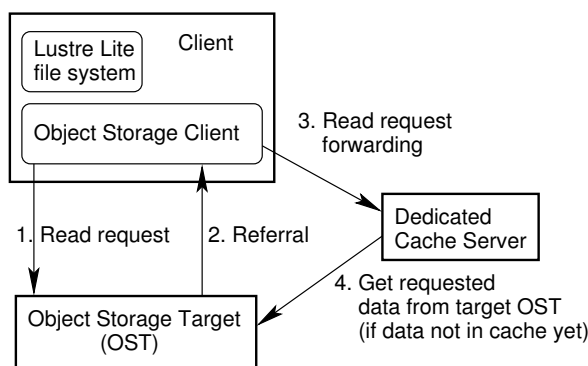 Client
Lustre Lite
file system
Object Storage Client
3. Read request
forwarding
1. Read request
2. Referral
Dedicated
Cache Server
4. Get requested
data from target OST
(if data not in cache yet)
Object Storage Target
(OST)